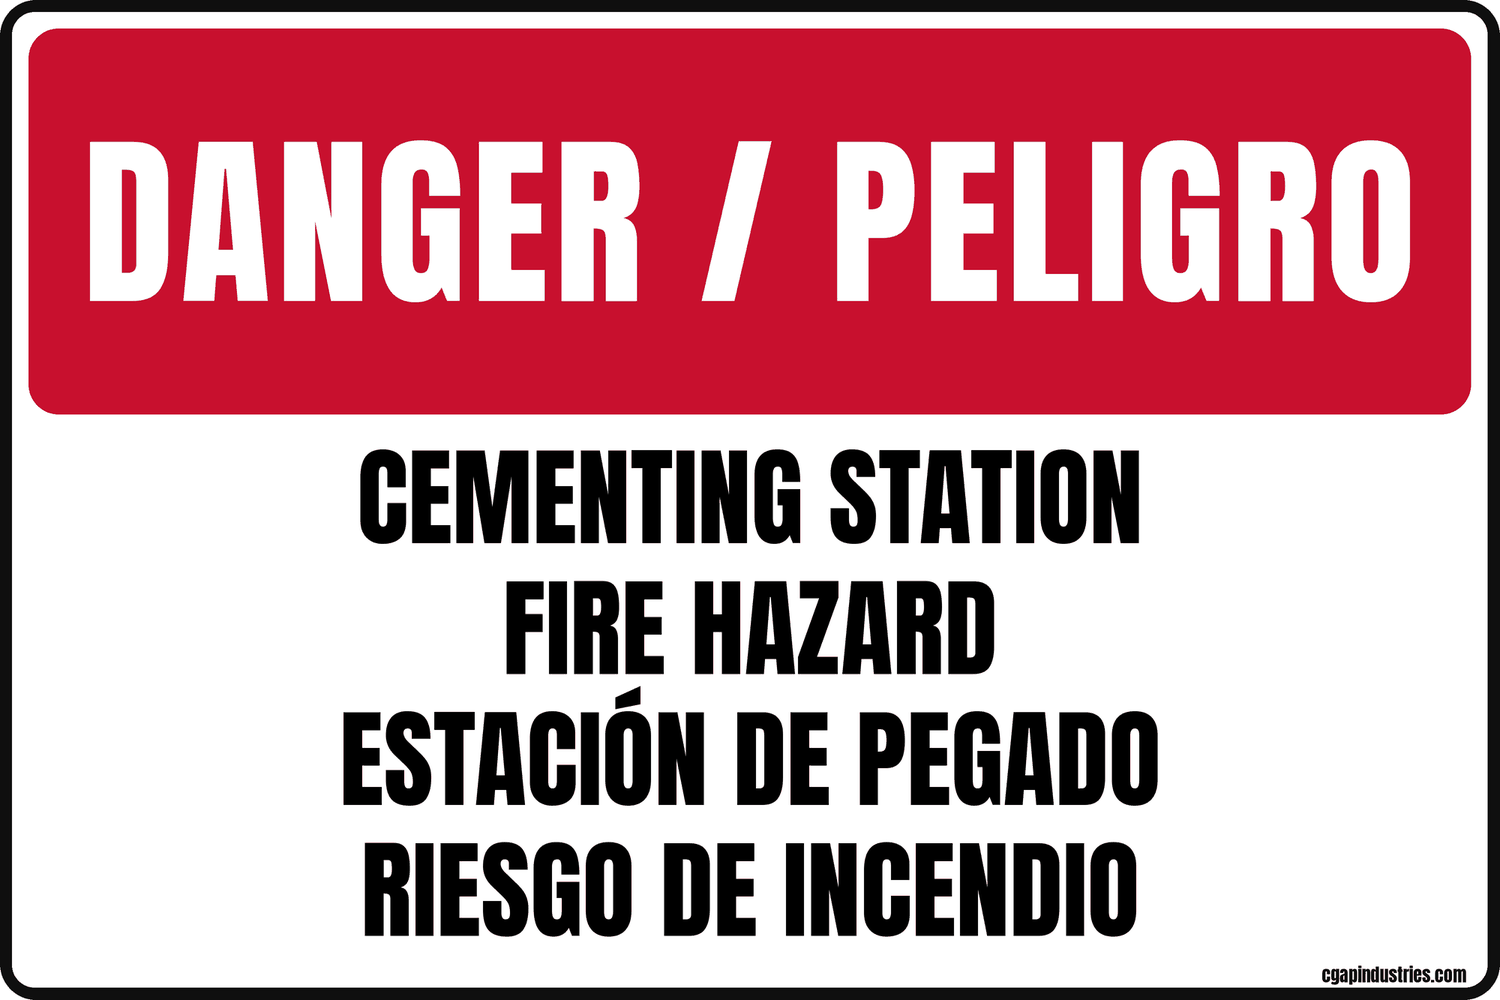 DANGER / PELIGRO
CEMENTING STATION
FIRE HAZARD
ESTACIÓN DE PEGADO
RIESGO DE INCENDIO
cgapindustries.com